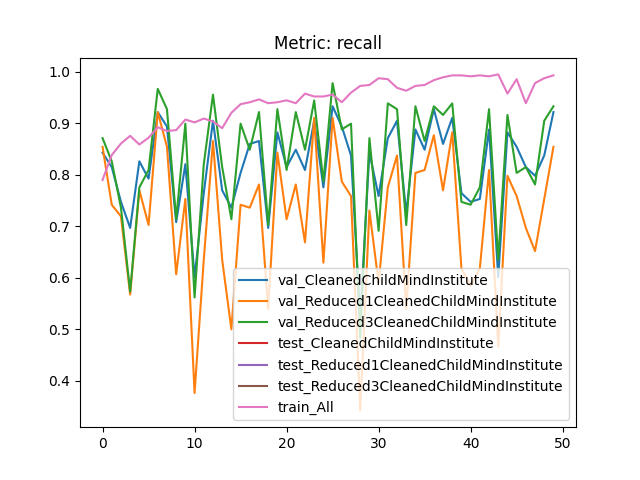 Metric: recall
1.0
0.9
0.8
0.7
0.6
0.5
0.4
0
10
20
30
40
50
val_CleanedChildMindInstitute
val_Reduced1CleanedChildMindInstitute
val_Reduced3CleanedChildMindInstitute
test_CleanedChildMindInstitute
test_Reduced1CleanedChildMindInstitute
test_Reduced3CleanedChildMindInstitute
train_All